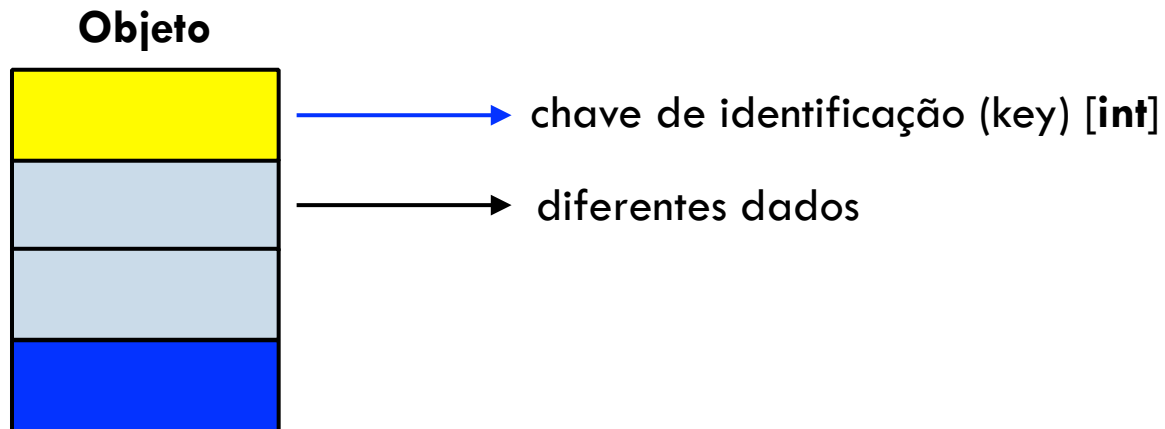 Objeto
chave de identificação (key) [int]
diferentes dados